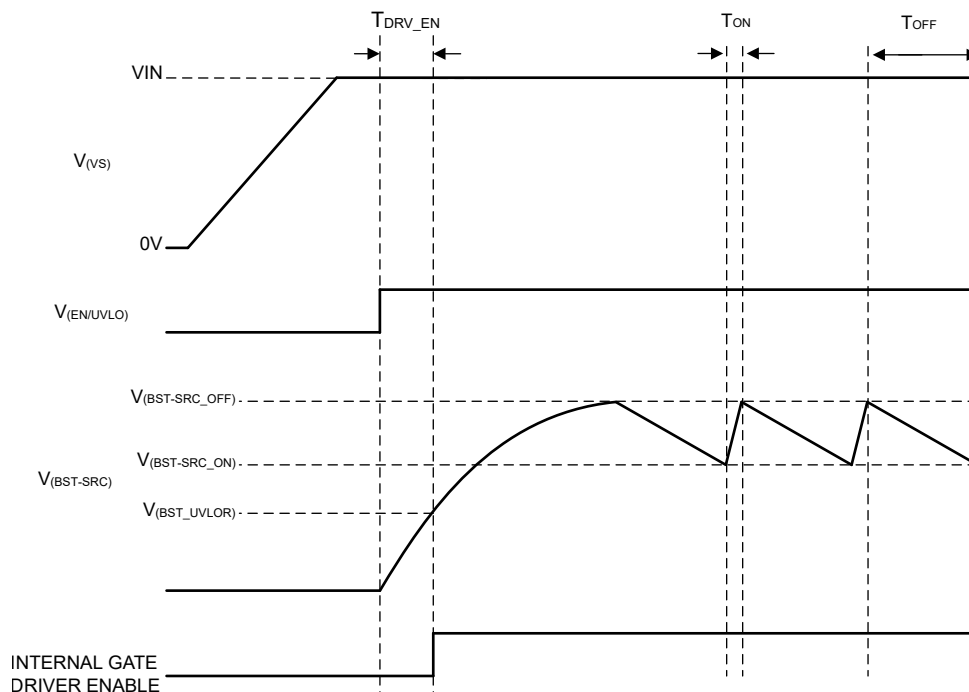 TDRV_EN
TON
TOFF
VIN
V(VS)
0V
V(EN/UVLO)
V(BST-SRC_OFF)
V(BST-SRC_ON)
V(BST-SRC)
V(BST_UVLOR)
INTERNAL GATE
DRIVER ENABLE